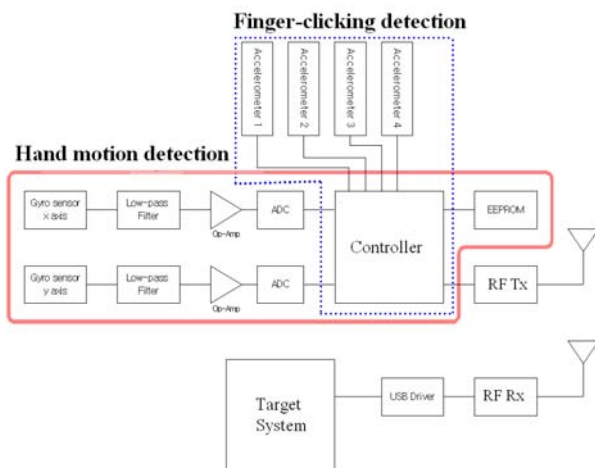 Finger-clicking detection
Accelerometer 1
Accelerometer 2
Accelerometer 3
Accelerometer 4
Hand motion detection
Gyro sensor
x axis
Low-pass
Filter
Op-Amp
ADC
Controller
EEPROM
Gyro sensor
y axis
Low-pass
Filter
Op-Amp
ADC
RF Tx
Target
System
USB Driver
RF Rx